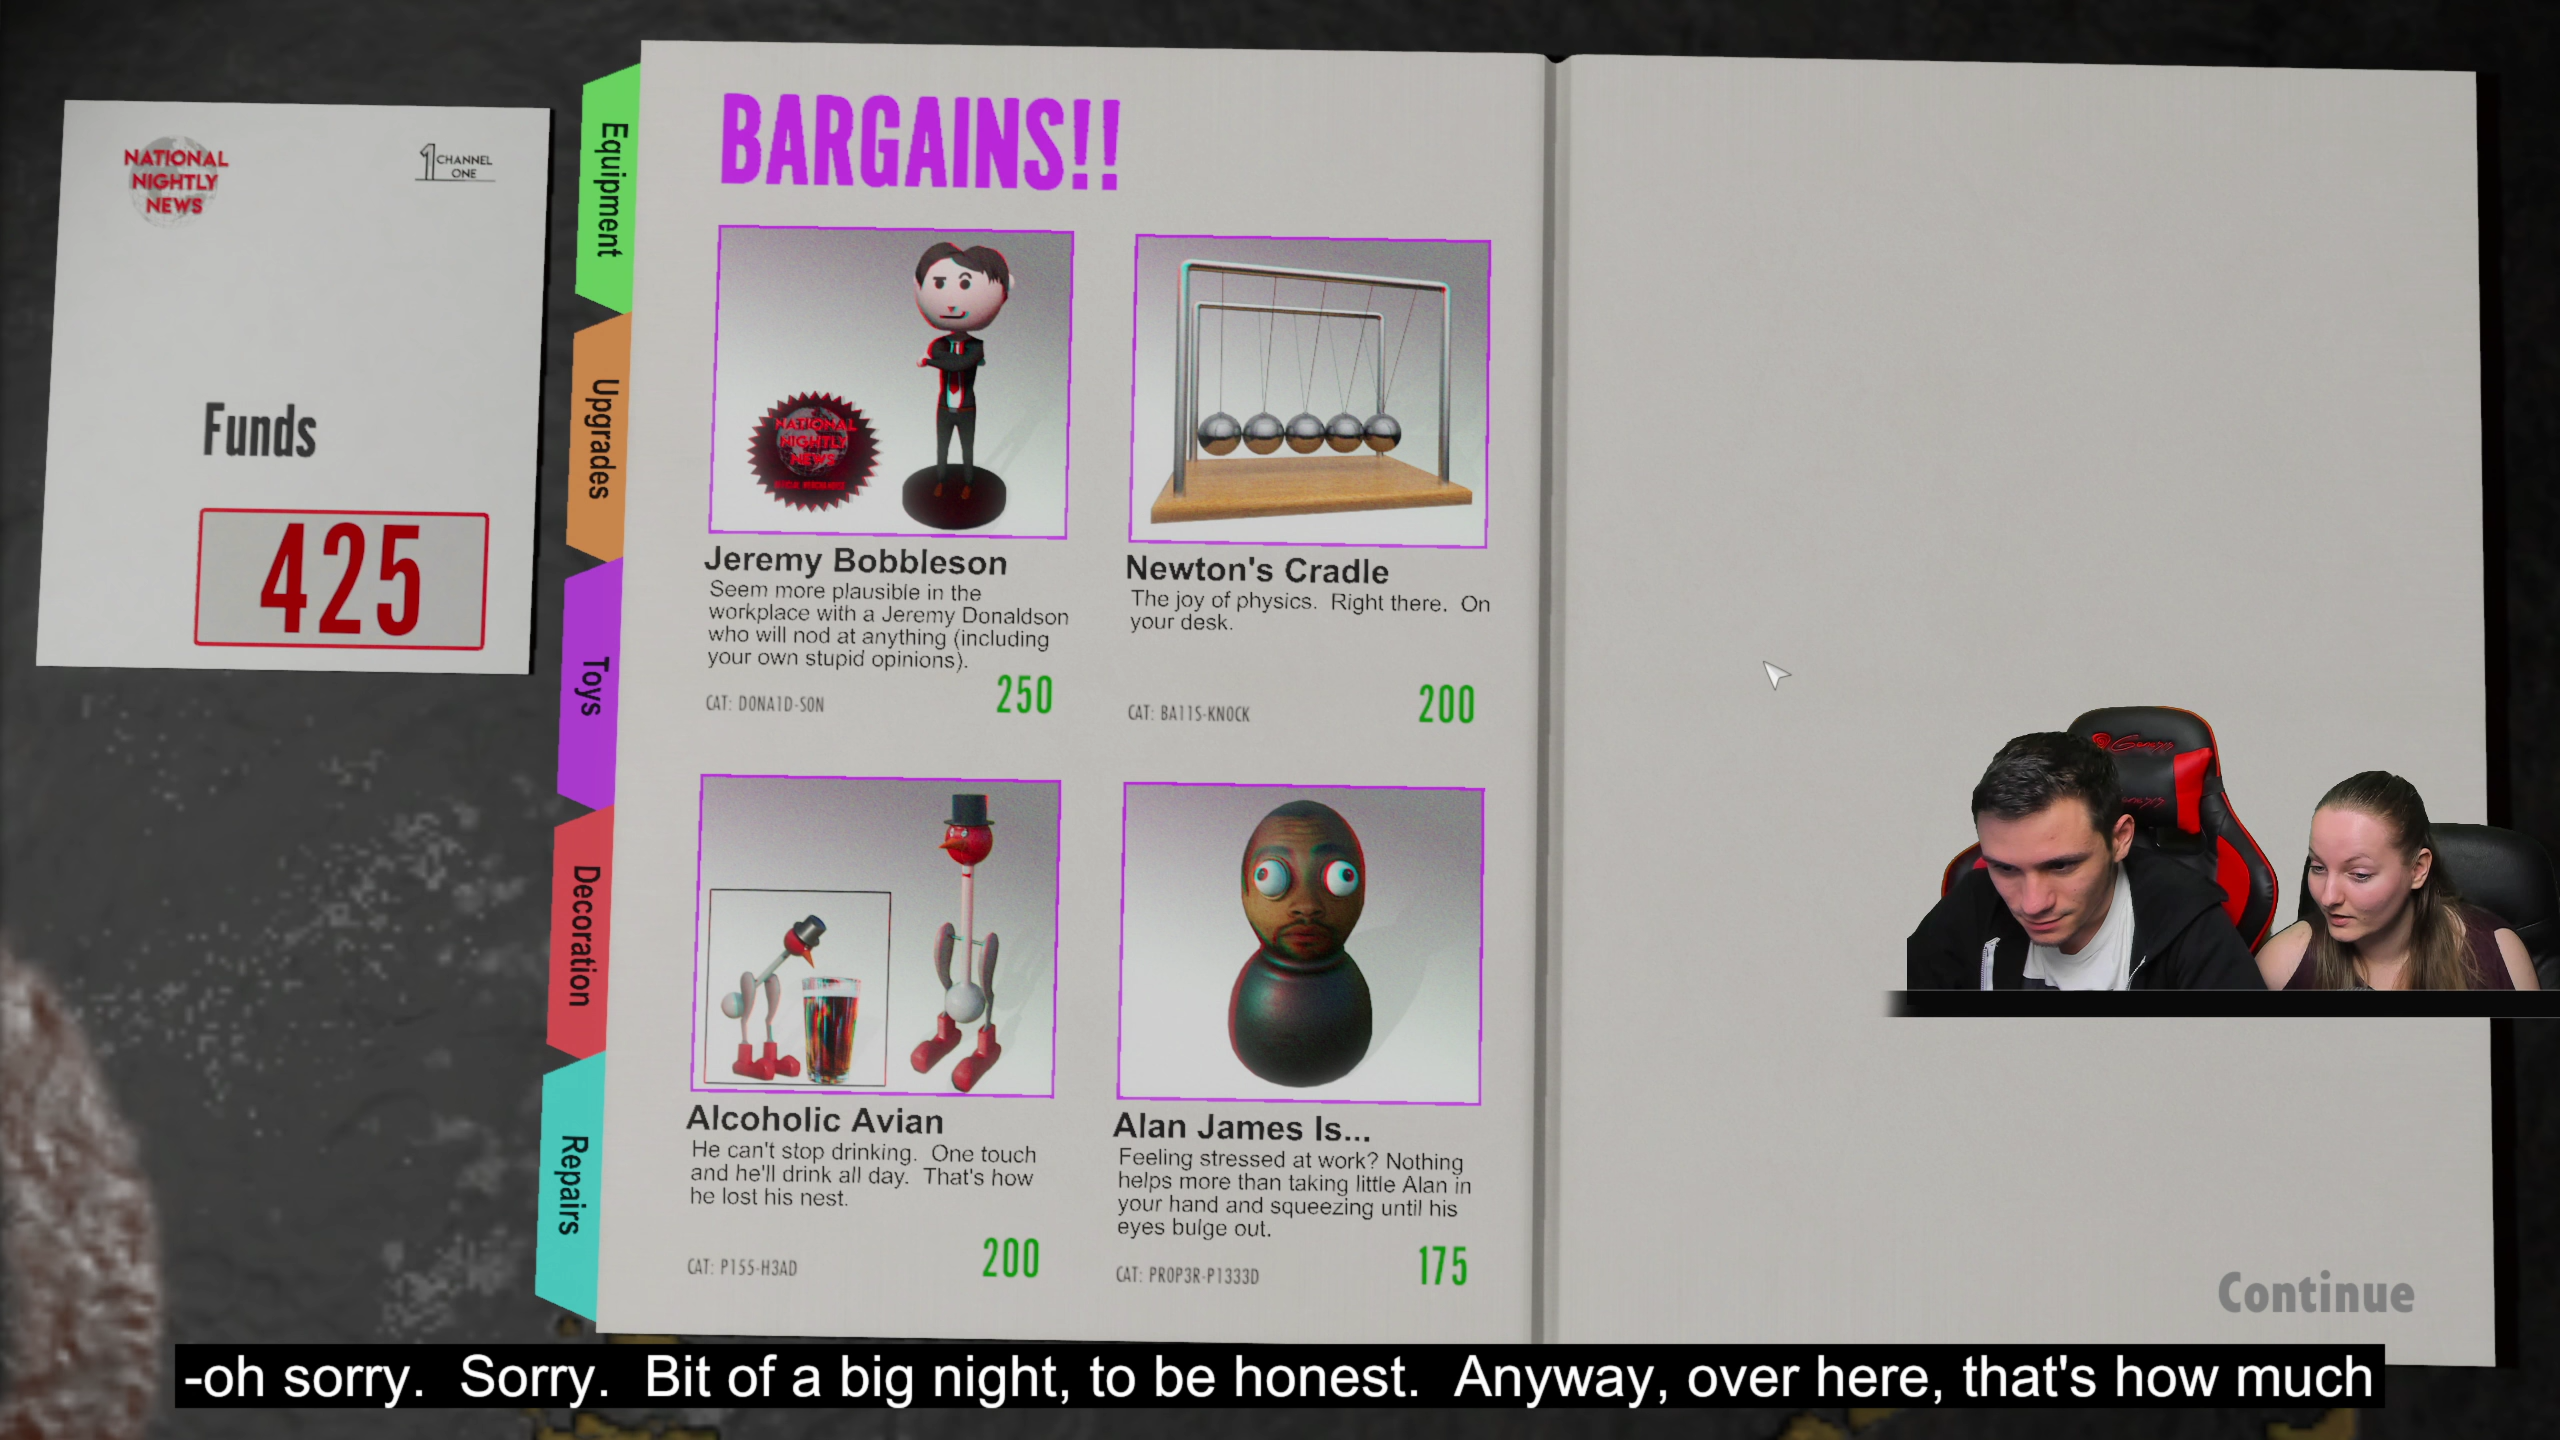 NATIONAL
NIGHTLY
NEWS
1 CHANNEL
ONE
Funds
425
Equipment
Upgrades
Toys
Decoration
Repairs
BARGAINS!!
NATIONAL
NIGHTLY
NEWS
Jeremy Bobbleson
Seem more plausible in the
workplace with a Jeremy Donaldson
who will nod at anything (including
your own stupid opinions).
CAT: DONA1D-SON
250
Newton's Cradle
The joy of physics.  Right there.  On
your desk.
CAT: BA11S-KNOCK
200
Alcoholic Avian
He can't stop drinking.  One touch
and he'll drink all day.  That's how
he lost his nest.
CAT: P155-H3AD
200
Alan James Is...
Feeling stressed at work? Nothing
helps more than taking little Alan in
your hand and squeezing until his
eyes bulge out.
CAT: PROP3R-P1333D
175
Genesis
Continue
-oh sorry.  Sorry.  Bit of a big night, to be honest.  Anyway, over here, that's how much